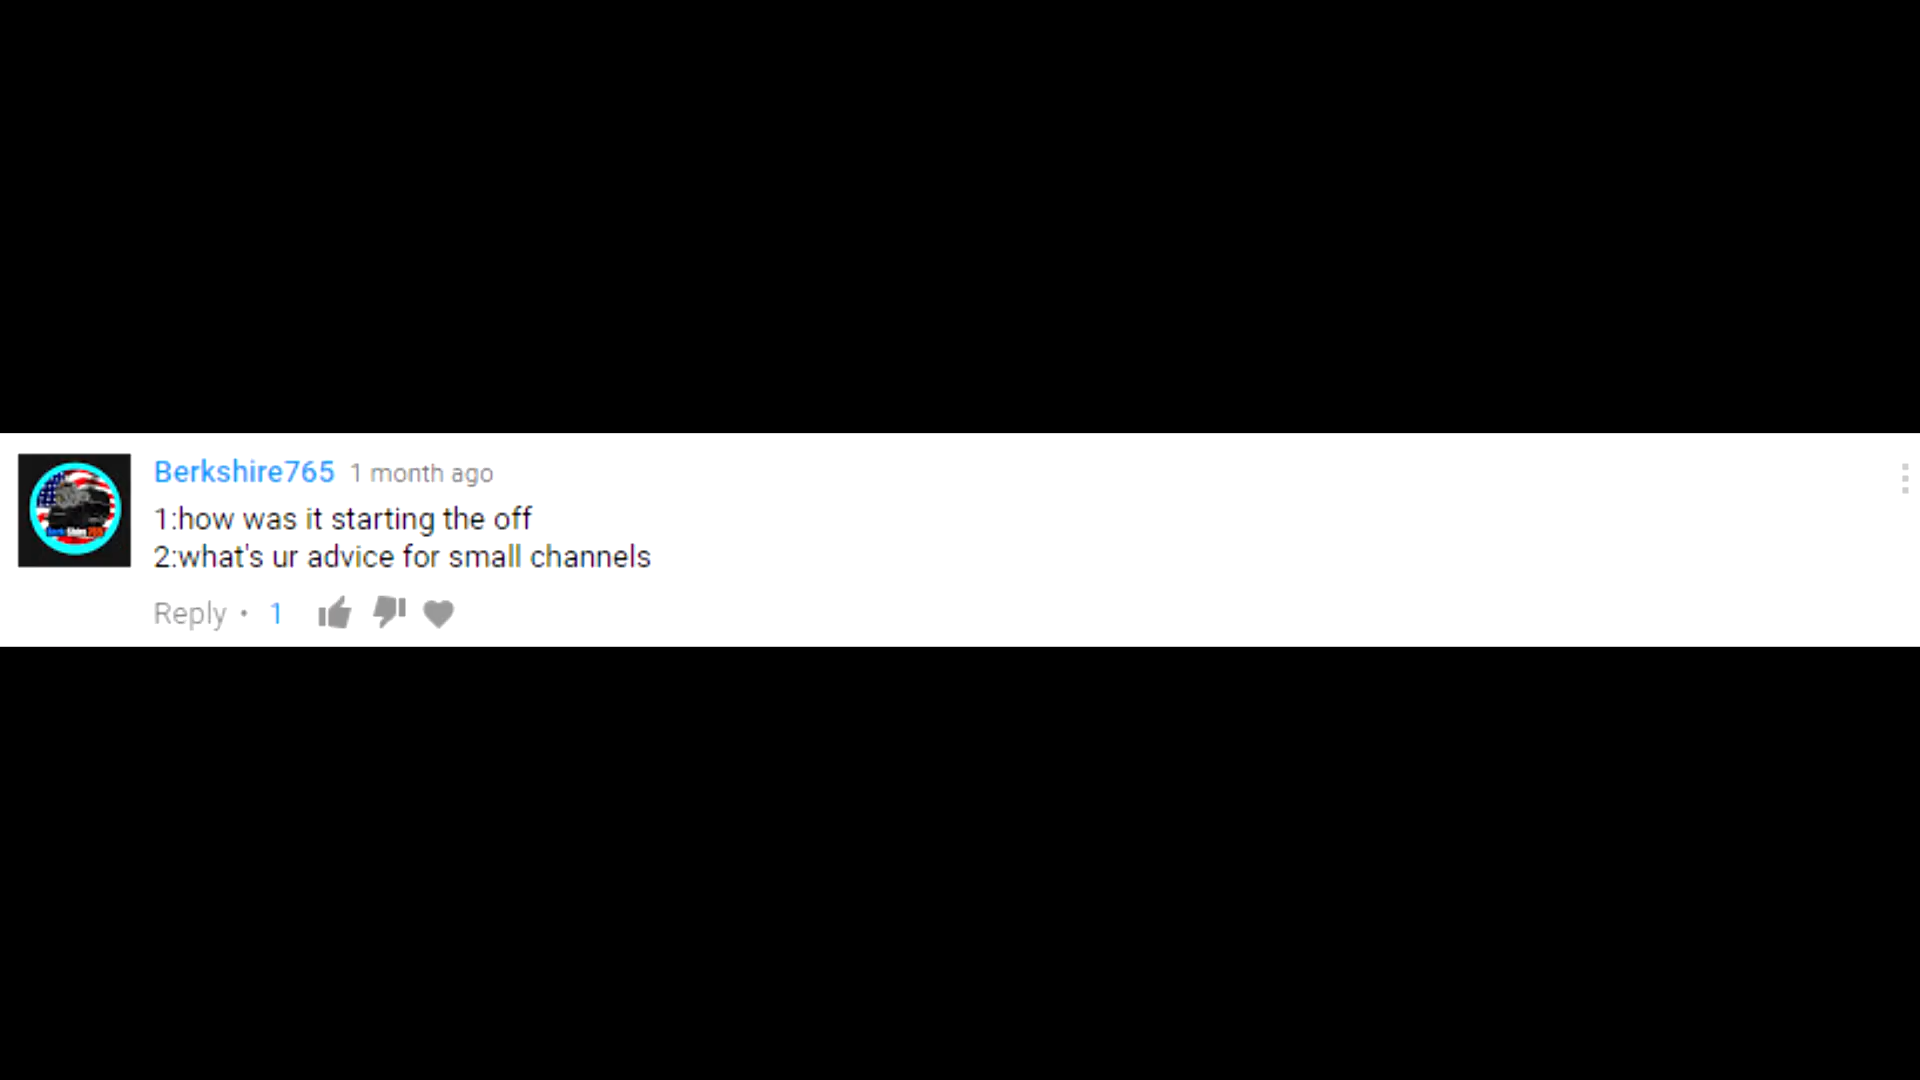 Berkshire765 1 month ago
1:how was it starting the off
2:what's ur advice for small channels
Reply • 1